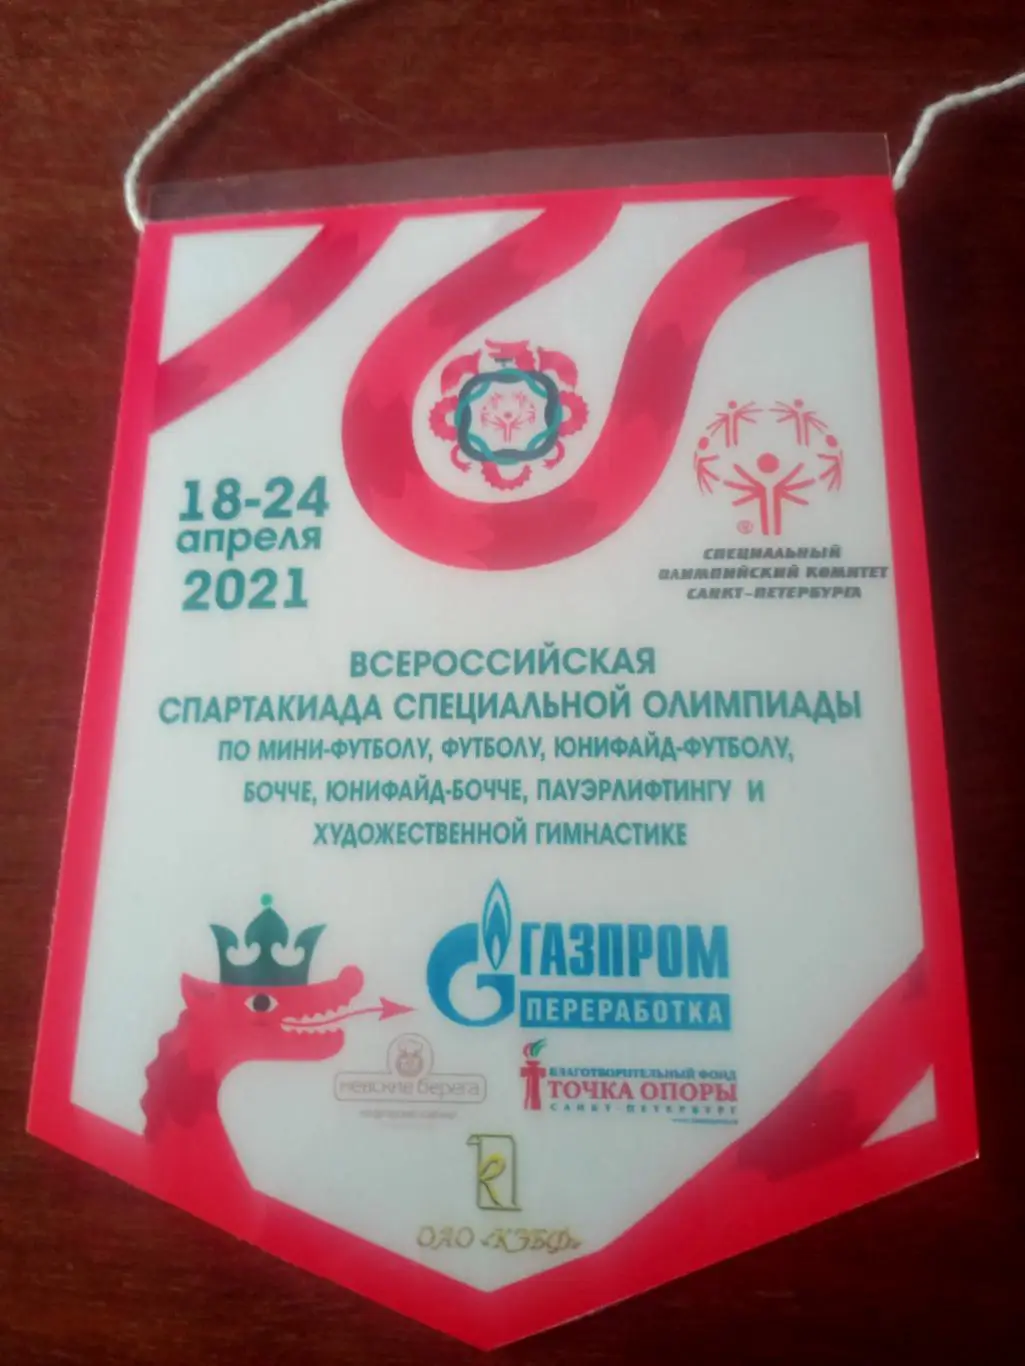 18-24
апреля
2021
®
СПЕЦИАЛЬНЫЙ
ОЛИМПИЙСКИЙ КОМИТЕТ
САНКТ-ПЕТЕРБУРГА
ВСЕРОССИЙСКАЯ
СПАРТАКИАДА СПЕЦИАЛЬНОЙ ОЛИМПИАДЫ
ПО МИНИ-ФУТБОЛУ, ФУТБОЛУ, ЮНИФАЙД-ФУТБОЛУ,
БОЧЧЕ, ЮНИФАЙД-БОЧЧЕ, ПАУЭРЛИФТИНГУ И
ХУДОЖЕСТВЕННОЙ ГИМНАСТИКЕ
ГАЗПРОМ
ПЕРЕРАБОТКА
невские берега
БЛАГОТВОРИТЕЛЬНЫЙ ФОНД
ТОЧКА ОПОРЫ
САНКТ-ПЕТЕРБУРГ
ОАО «КЭБФ»